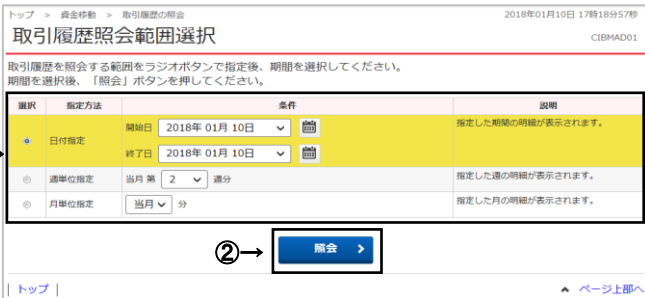 トップ > 資金移動 > 取引履歴の照会
2018年01月10日 17時18分57秒
取引履歴照会範囲選択
CIBMAD01
取引履歴を照会する範囲をラジオボタンで指定後、期間を選択してください。
期間を選択後、「照会」ボタンを押してください。
選択 指定方法 条件 説明
日付指定 開始日 2018年 01月 10日 指定した期間の明細が表示されます。
終了日 2018年 01月 10日
週単位指定 当月 第 2 週分 指定した週の明細が表示されます。
月単位指定 当月 分 指定した月の明細が表示されます。
②→ 照会 >
| トップ |
ページ上部へ